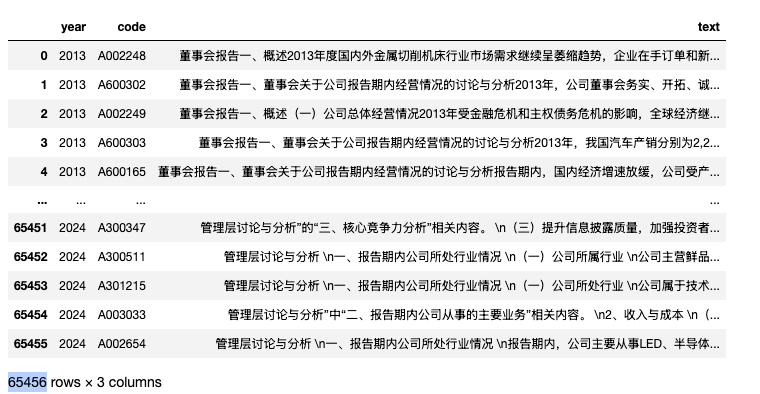 year code text
0 2013 A002248 董事会报告一、概述2013年度国内外金属切削机床行业市场需求继续呈萎缩趋势，企业在手订单和新...
1 2013 A600302 董事会报告一、董事会关于公司报告期内经营情况的讨论与分析2013年，公司董事会务实、开拓、诚...
2 2013 A002249 董事会报告一、概述（一）公司总体经营情况2013年受金融危机和主权债务危机的影响，全球经济继...
3 2013 A600303 董事会报告一、董事会关于公司报告期内经营情况的讨论与分析2013年，我国汽车产销分别为2,2...
4 2013 A600165 董事会报告一、董事会关于公司报告期内经营情况的讨论与分析报告期内，国内经济增速放缓，公司受产...
... ... ... ...
65451 2024 A300347 管理层讨论与分析”的“三、核心竞争力分析”相关内容。 \n（三）提升信息披露质量，加强投资者...
65452 2024 A300511 管理层讨论与分析 \n一、报告期内公司所处行业情况 \n（一）公司所属行业 \n公司主营鲜品...
65453 2024 A301215 管理层讨论与分析 \n一、报告期内公司所处行业情况 \n（一）公司所处行业 \n公司属于技术...
65454 2024 A003033 管理层讨论与分析”中“二、报告期内公司从事的主要业务”相关内容。 \n2、收入与成本 \n（...
65455 2024 A002654 管理层讨论与分析 \n一、报告期内公司所处行业情况 \n报告期内，公司主要从事LED、半导体...
65456 rows × 3 columns